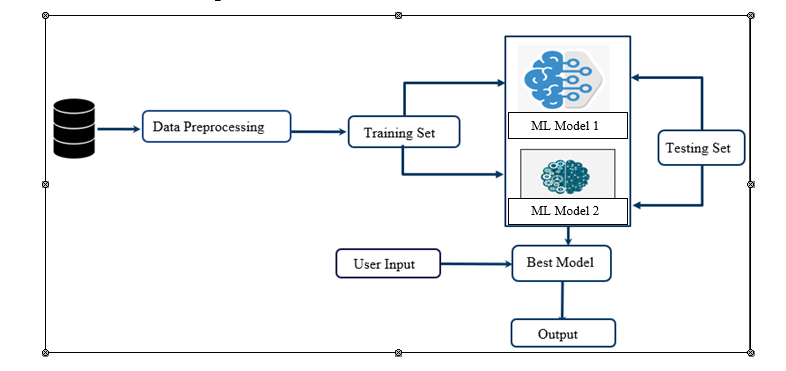 Data Preprocessing
Training Set
ML Model 1
Testing Set
ML Model 2
User Input
Best Model
Output